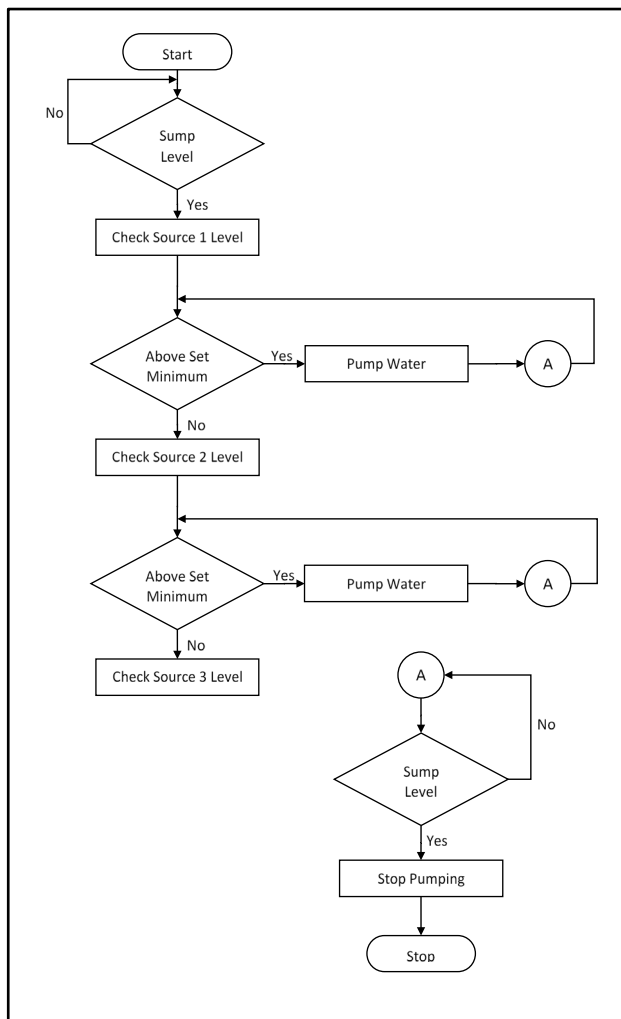 Start
No
Sump
Level
Yes
Check Source 1 Level
Above Set
Minimum
Yes
Pump Water
A
No
Check Source 2 Level
Above Set
Minimum
Yes
Pump Water
A
No
Check Source 3 Level
A
No
Sump
Level
Yes
Stop Pumping
Stop